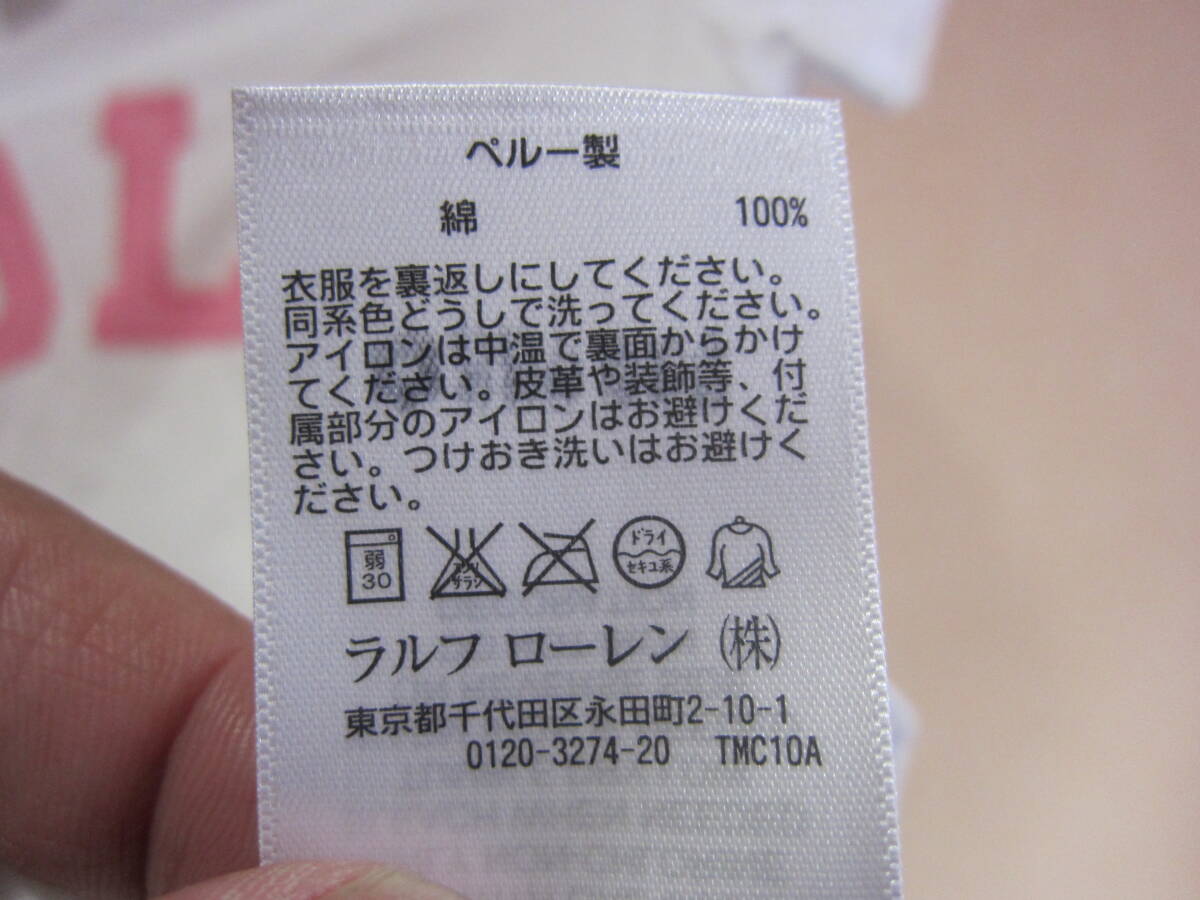 ペルー製
綿 100%
衣服を裏返しにしてください。
同系色どうしで洗ってください。
アイロンは中温で裏面からかけ
てください。皮革や装飾等、付
属部分のアイロンはお避けくだ
さい。つけおき洗いはお避けく
ださい。
弱
30
エンソ
サラシ
ドライ
セキユ系
ラルフ ローレン (株)
東京都千代田区永田町2-10-1
0120-3274-20 TMC10A
L